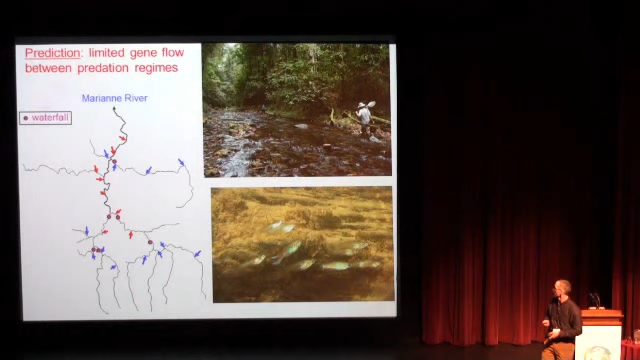 Prediction: limited gene flow
between predation regimes
Marianne River
waterfall